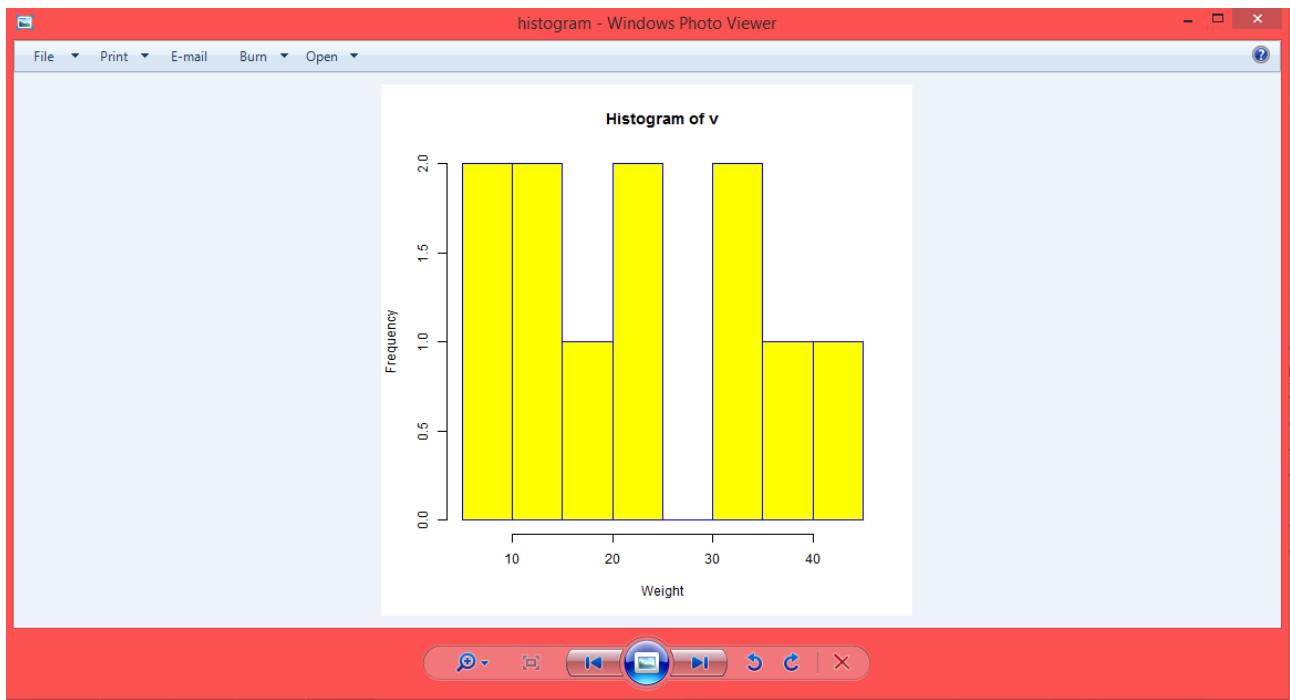 histogram - Windows Photo Viewer
File Print E-mail Burn Open
Histogram of v
2.0
1.5
1.0
0.5
0.0
Frequency
10 20 30 40
Weight